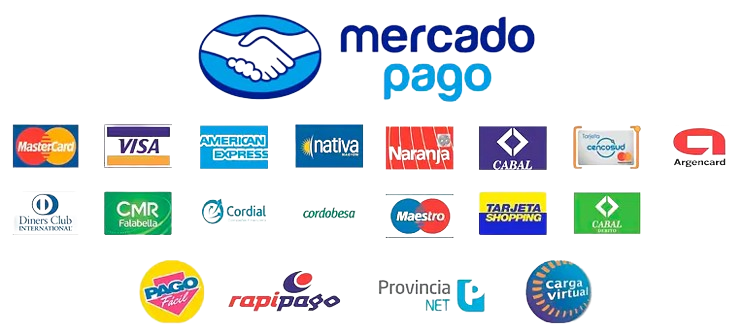 mercado
pago
MasterCard
VISA
AMERICAN
EXPRESS
nativa
Naranja
CABAL
Tarjeta
cencosud
Argencard
Diners Club
INTERNATIONAL
CMR
Falabella
Cordial
cordobesa
Maestro
TARJETA
SHOPPING
CABAL
DEBITO
PAGO
Fácil
rapipago
Provincia
NET
carga
virtual